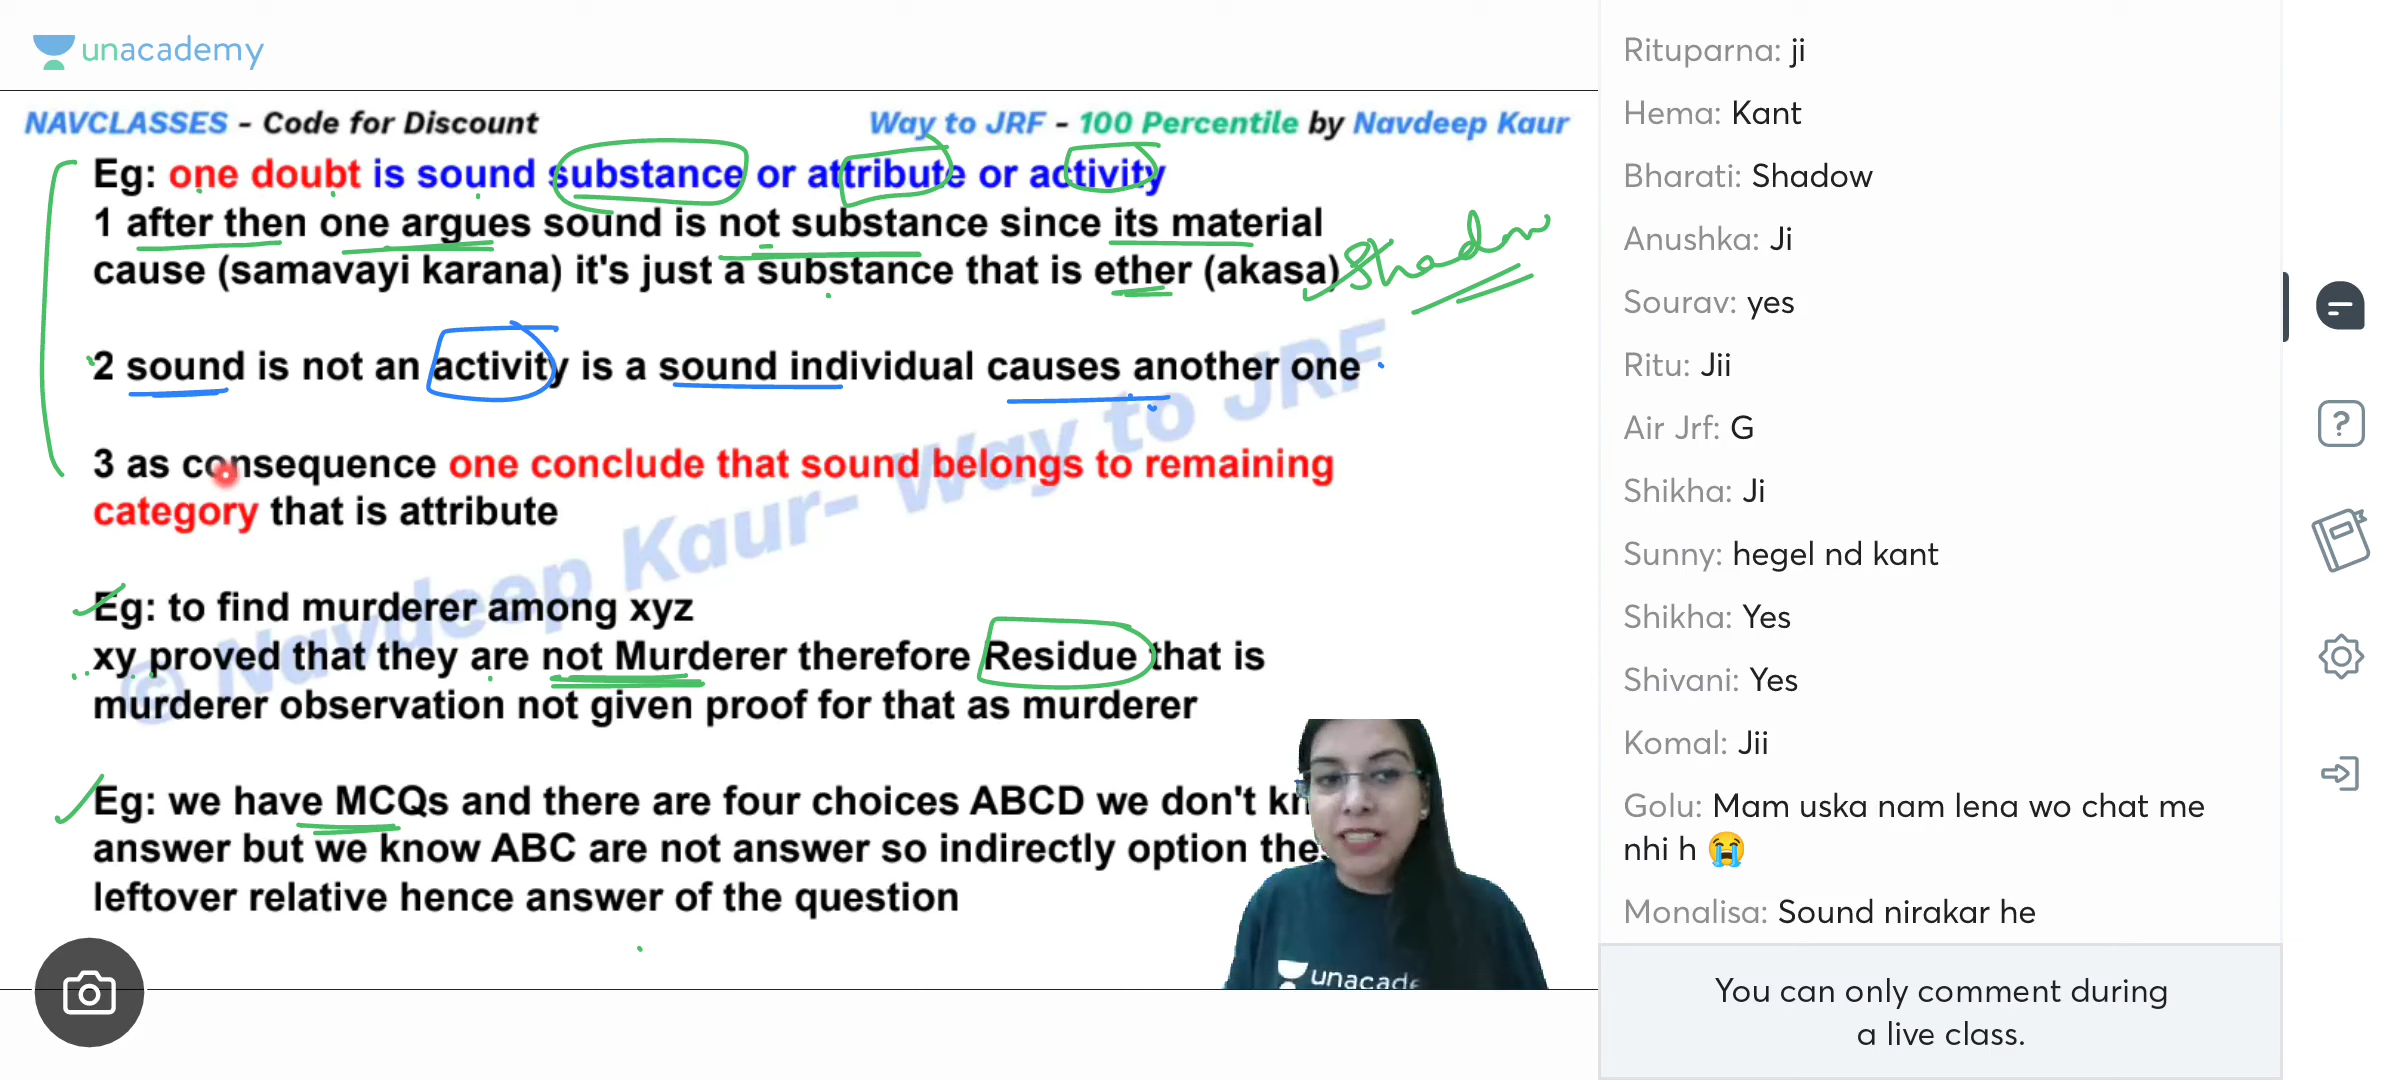 unacademy
NAVCLASSES - Code for Discount
Way to JRF - 100 Percentile by Navdeep Kaur
Eg: one doubt is sound substance or attribute or activity
1 after then one argues sound is not substance since its material
cause (samavayi karana) it's just a substance that is ether (akasa)
Shadow
2 sound is not an activity is a sound individual causes another one
3 as consequence one conclude that sound belongs to remaining
category that is attribute
Eg: to find murderer among xyz
xy proved that they are not Murderer therefore Residue that is
murderer observation not given proof for that as murderer
Eg: we have MCQs and there are four choices ABCD we don't
answer but we know ABC are not answer so indirectly option
leftover relative hence answer of the question
© Navdeep Kaur- Way to JRF
Rituparna: ji
Hema: Kant
Bharati: Shadow
Anushka: Ji
Sourav: yes
Ritu: Jii
Air Jrf: G
Shikha: Ji
Sunny: hegel nd kant
Shikha: Yes
Shivani: Yes
Komal: Jii
Golu: Mam uska nam lena wo chat me
nhi h 😭
Monalisa: Sound nirakar he
You can only comment during
a live class.